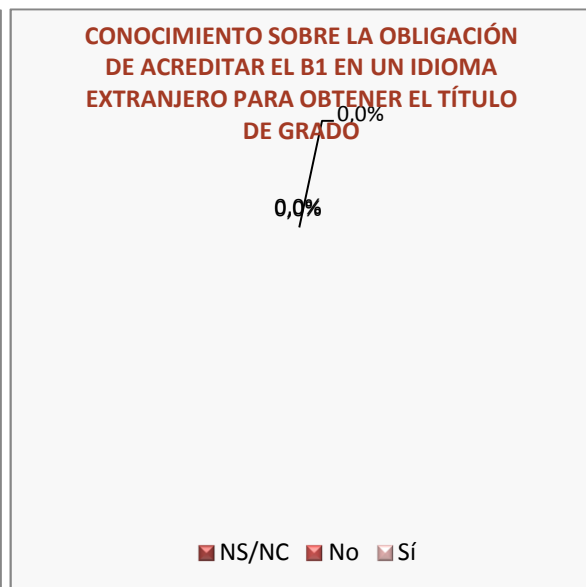 CONOCIMIENTO SOBRE LA OBLIGACIÓN
DE ACREDITAR EL B1 EN UN IDIOMA
EXTRANJERO PARA OBTENER EL TÍTULO
DE GRADO
0,0%
0,0%
NS/NC No Sí